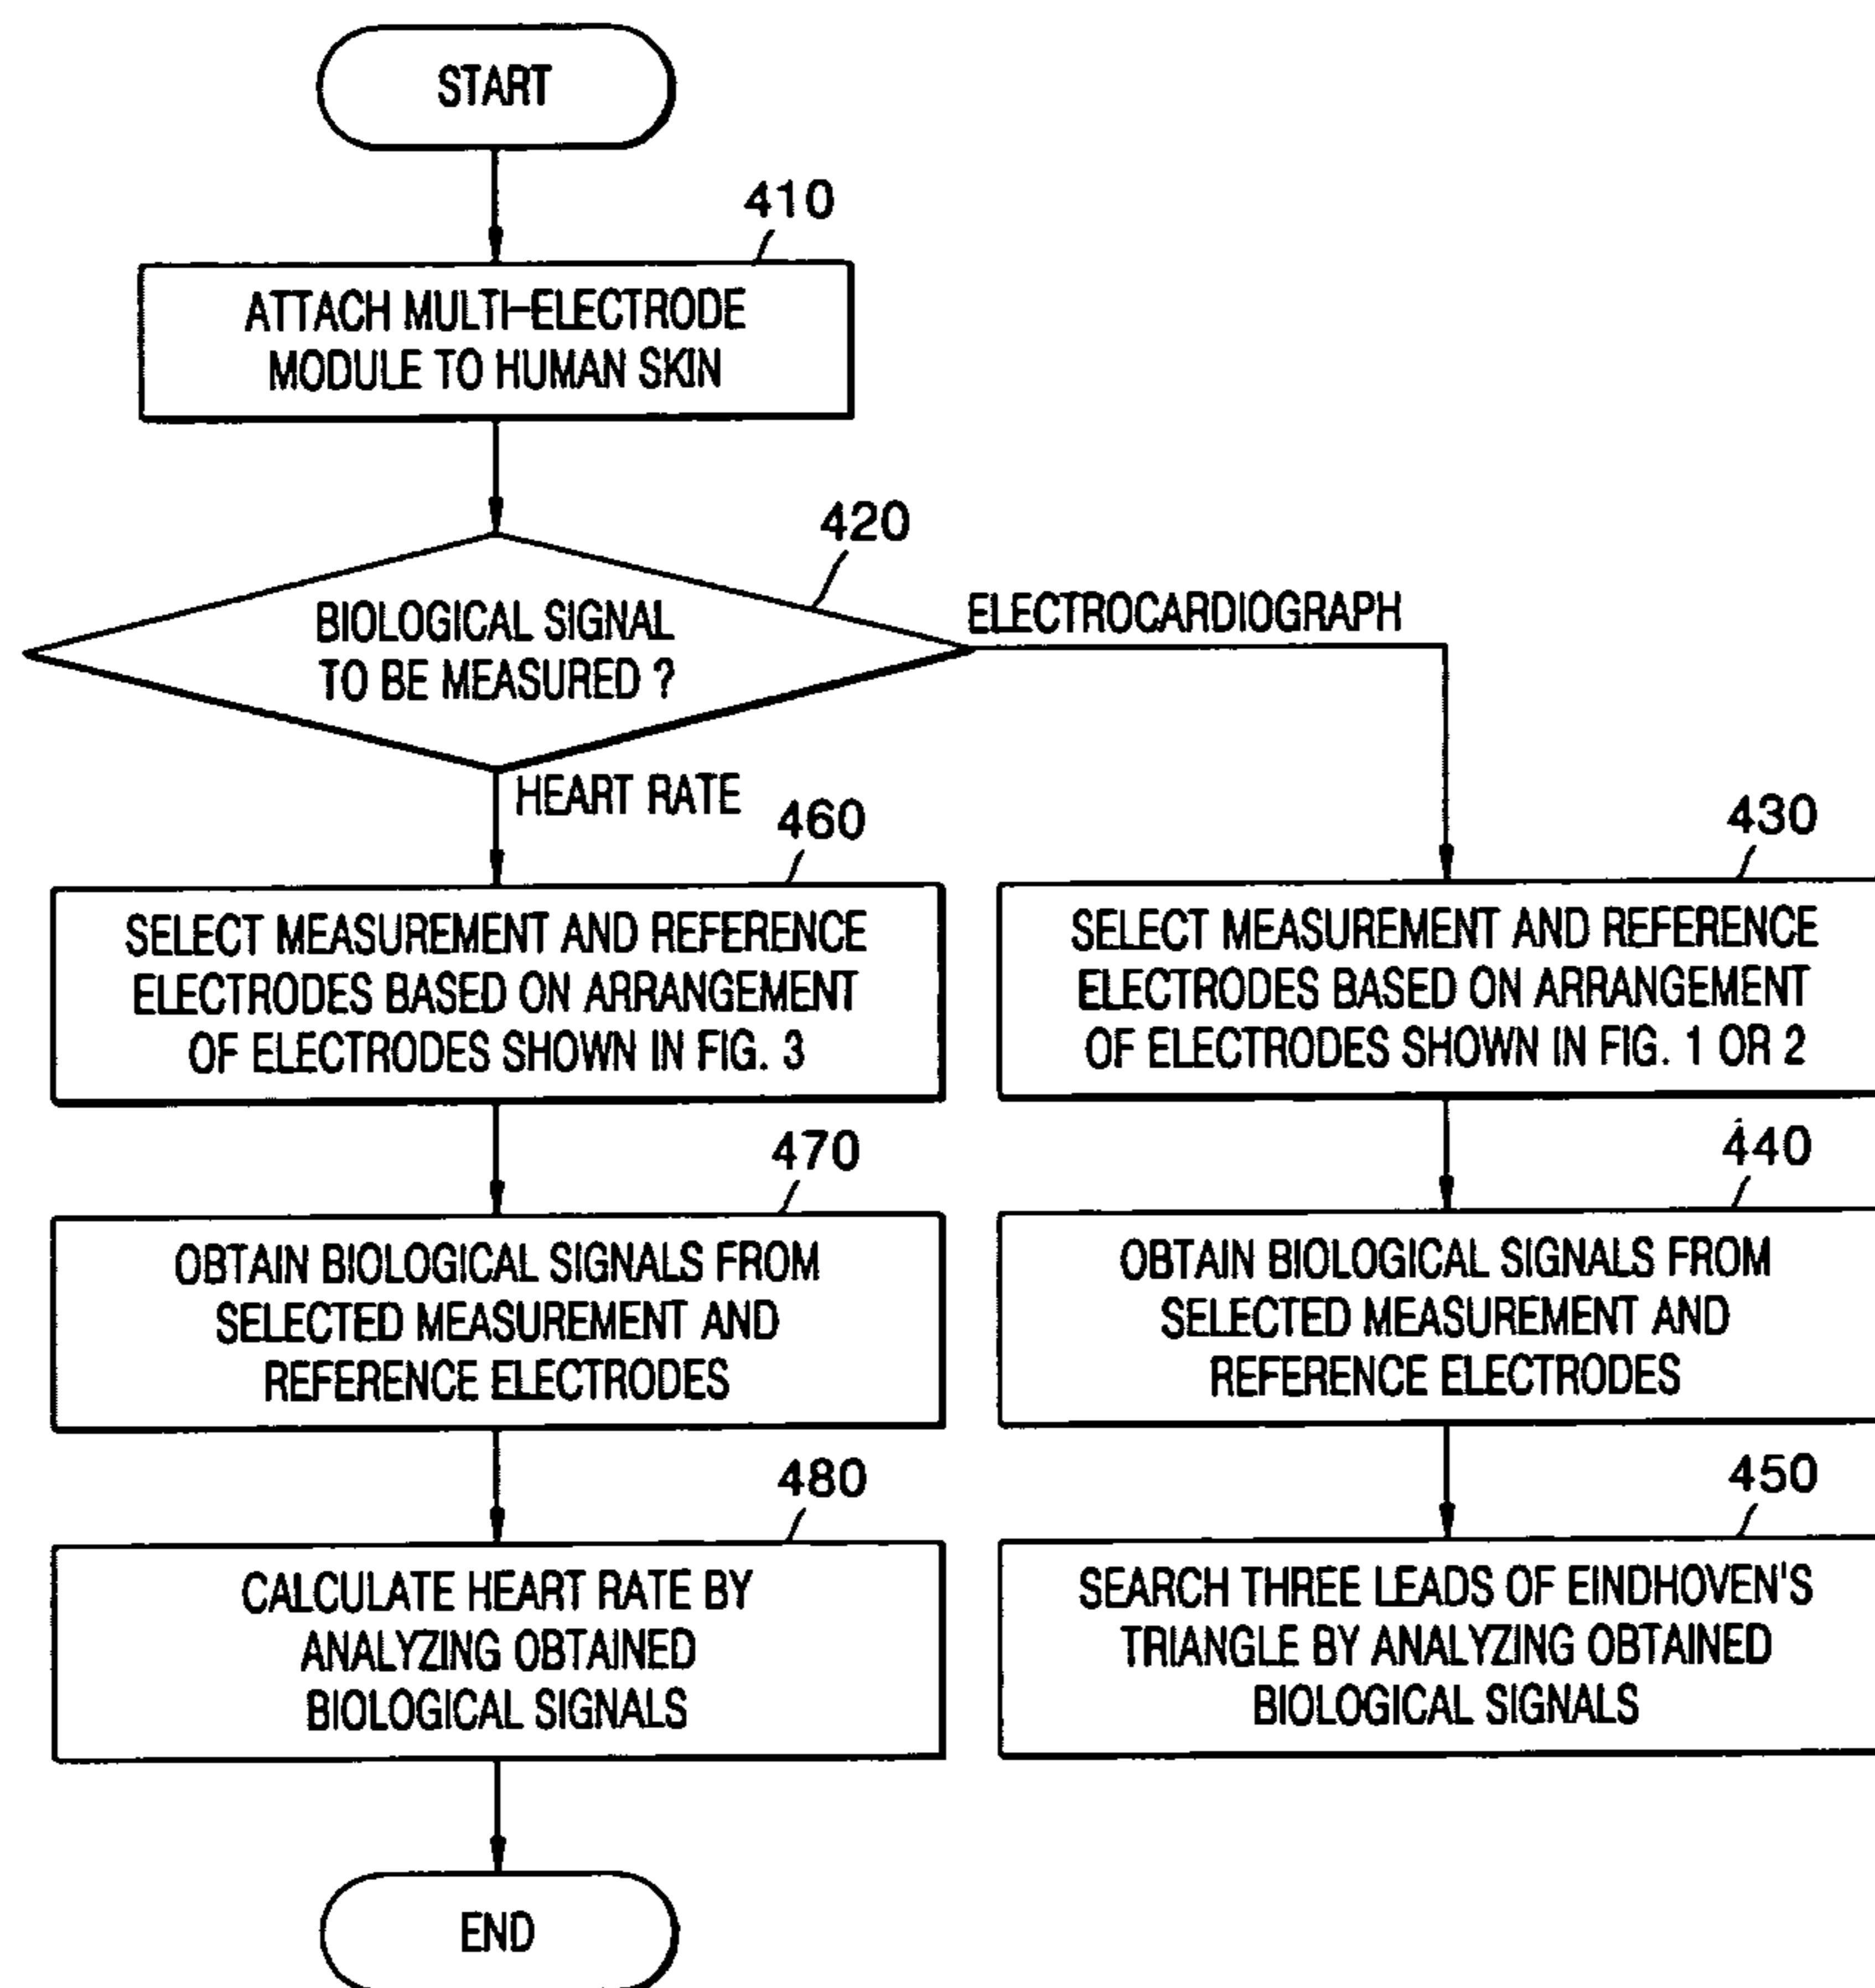 START
410
ATTACH MULTI-ELECTRODE
MODULE TO HUMAN SKIN
420
BIOLOGICAL SIGNAL
TO BE MEASURED ?
ELECTROCARDIOGRAPH
HEART RATE
460
SELECT MEASUREMENT AND REFERENCE
ELECTRODES BASED ON ARRANGEMENT
OF ELECTRODES SHOWN IN FIG. 3
430
SELECT MEASUREMENT AND REFERENCE
ELECTRODES BASED ON ARRANGEMENT
OF ELECTRODES SHOWN IN FIG. 1 OR 2
470
OBTAIN BIOLOGICAL SIGNALS FROM
SELECTED MEASUREMENT AND
REFERENCE ELECTRODES
440
OBTAIN BIOLOGICAL SIGNALS FROM
SELECTED MEASUREMENT AND
REFERENCE ELECTRODES
480
CALCULATE HEART RATE BY
ANALYZING OBTAINED
BIOLOGICAL SIGNALS
450
SEARCH THREE LEADS OF EINDHOVEN'S
TRIANGLE BY ANALYZING OBTAINED
BIOLOGICAL SIGNALS
END